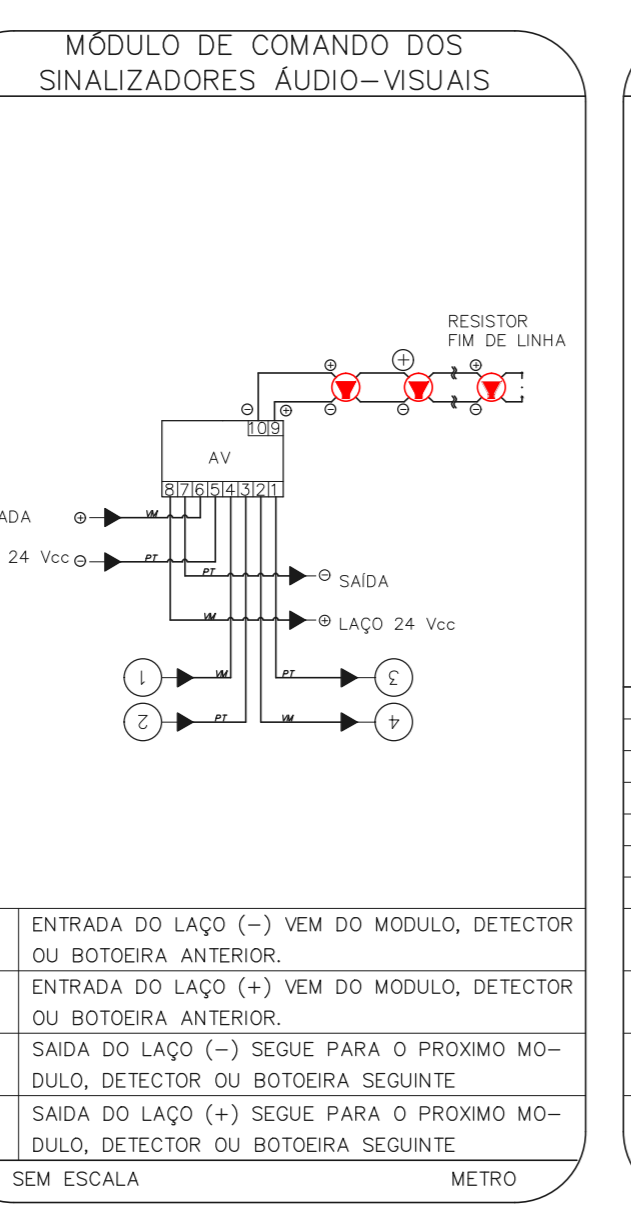 MÓDULO DE COMANDO DOS
SINALIZADORES ÁUDIO–VISUAIS
RESISTOR
FIM DE LINHA
⊕ ⊕ ⊕
⊖ ⊕ ⊖ ⊖ ⊖
10 9
AV
8 7 6 5 4 3 2 1
ADA ⊕ VM
24 Vcc ⊖ PT
PT ⊖ SAÍDA
VM ⊕ LAÇO 24 Vcc
1 VM PT 3
2 PT VM 4
ENTRADA DO LAÇO (–) VEM DO MODULO, DETECTOR
OU BOTOEIRA ANTERIOR.
ENTRADA DO LAÇO (+) VEM DO MODULO, DETECTOR
OU BOTOEIRA ANTERIOR.
SAIDA DO LAÇO (–) SEGUE PARA O PROXIMO MO–
DULO, DETECTOR OU BOTOEIRA SEGUINTE
SAIDA DO LAÇO (+) SEGUE PARA O PROXIMO MO–
DULO, DETECTOR OU BOTOEIRA SEGUINTE
SEM ESCALA METRO